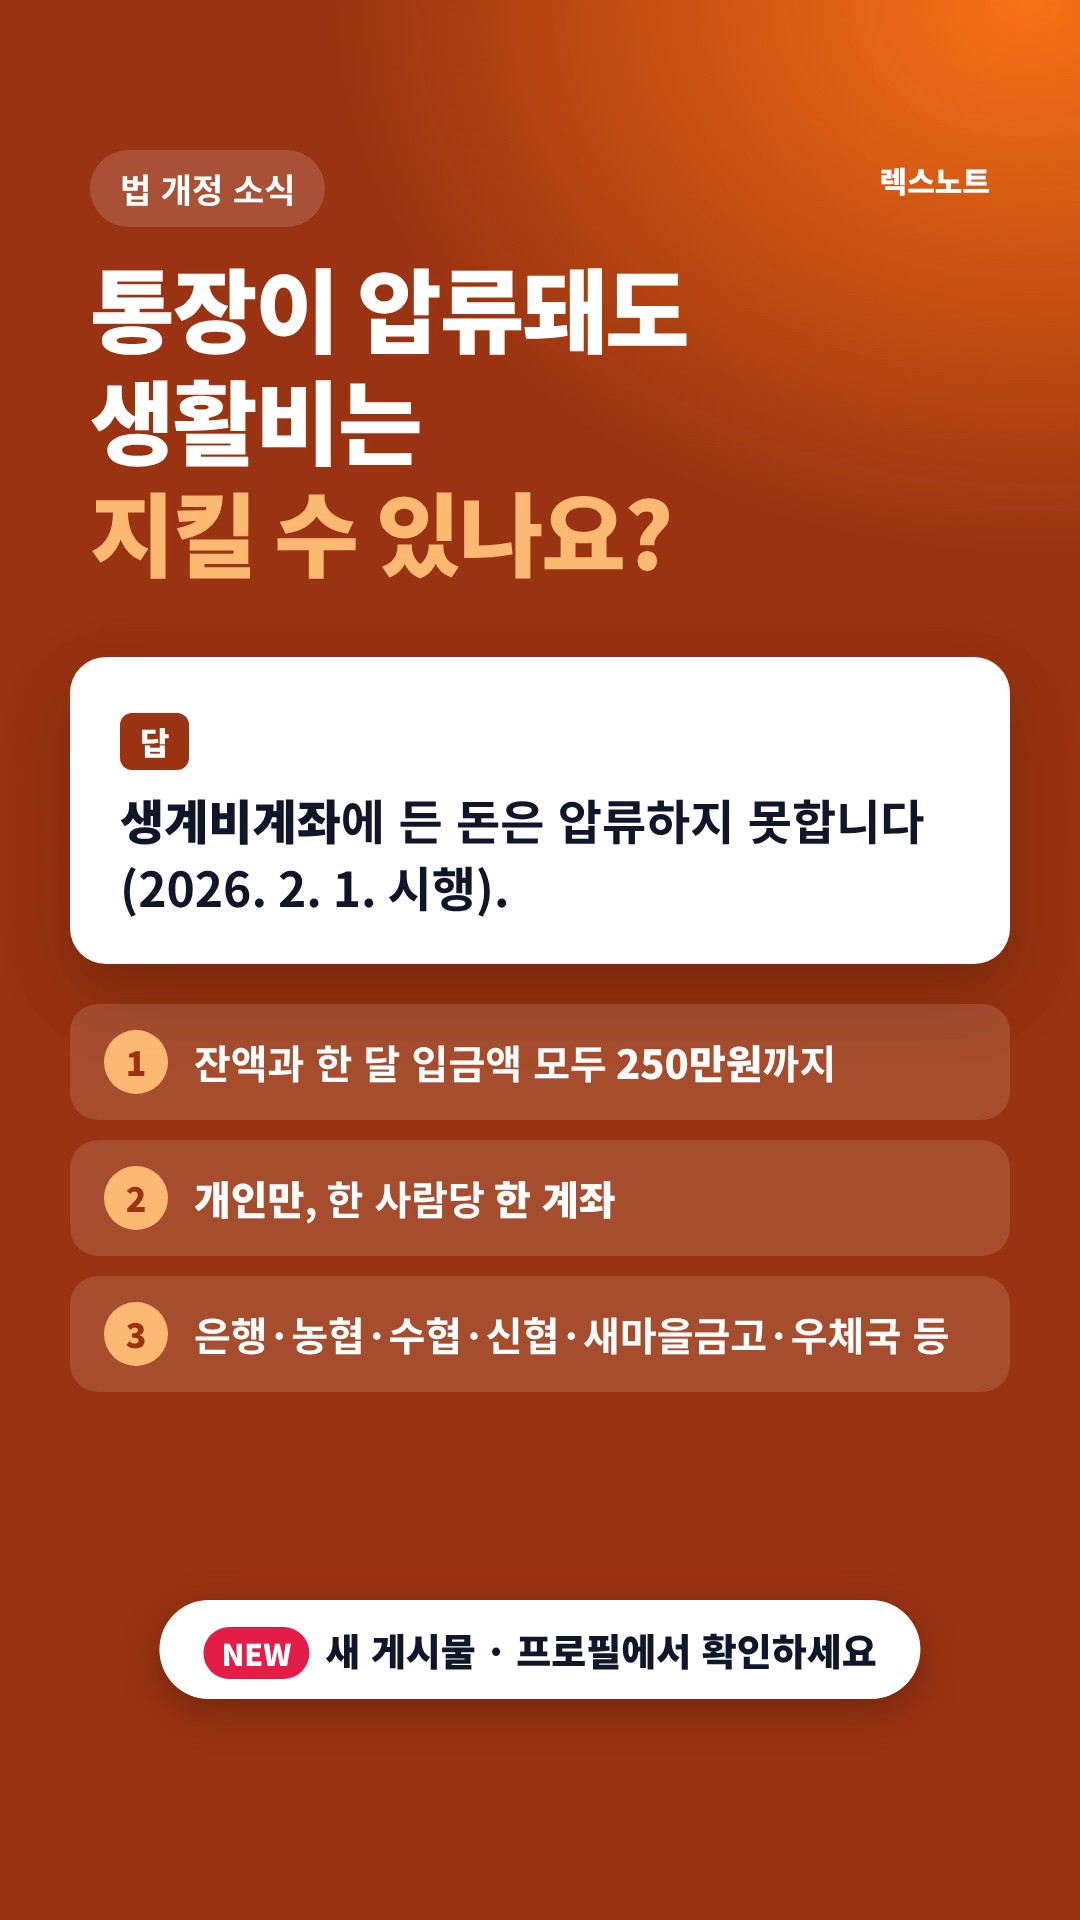 법 개정 소식
렉스노트
통장이 압류돼도
생활비는
지킬 수 있나요?
답
생계비계좌에 든 돈은 압류하지 못합니다
(2026. 2. 1. 시행).
1 잔액과 한 달 입금액 모두 250만원까지
2 개인만, 한 사람당 한 계좌
3 은행·농협·수협·신협·새마을금고·우체국 등
NEW 새 게시물 · 프로필에서 확인하세요